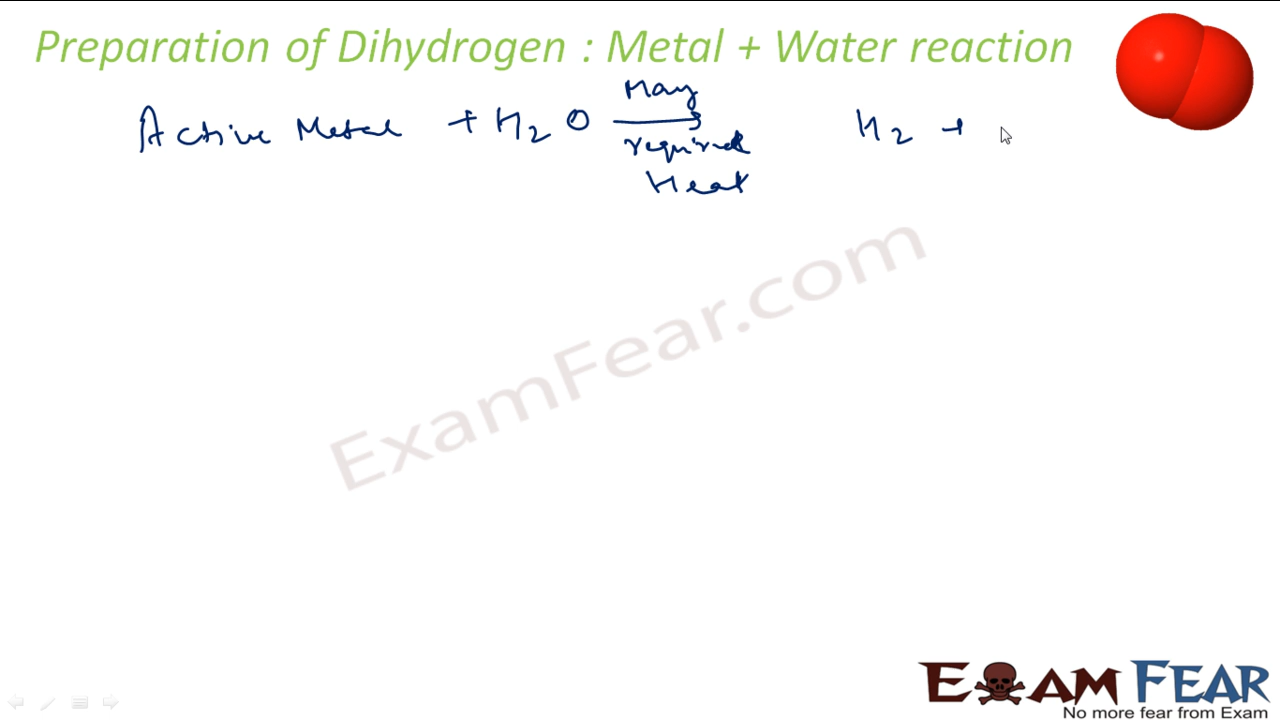 Preparation of Dihydrogen : Metal + Water reaction
Active Metal + H2O → H2 +
May
required
Heat
ExamFear.com
EXAM FEAR
No more fear from Exam